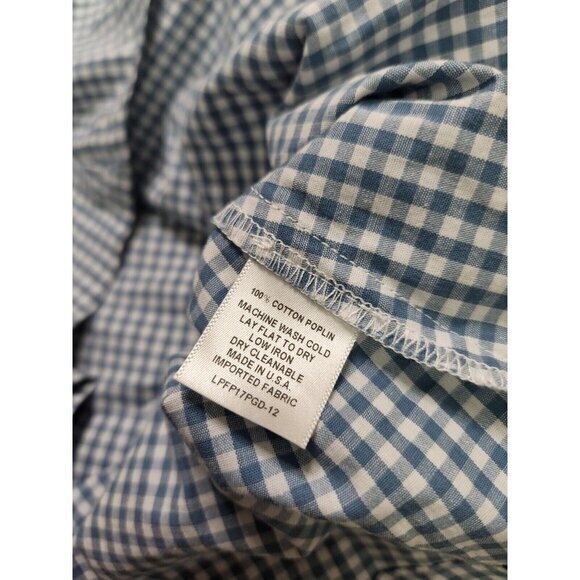 100% COTTON POPLIN
MACHINE WASH COLD
LAY FLAT TO DRY
LOW IRON
DRY CLEANABLE
MADE IN U.S.A.
IMPORTED FABRIC
LPFP17PGD-12